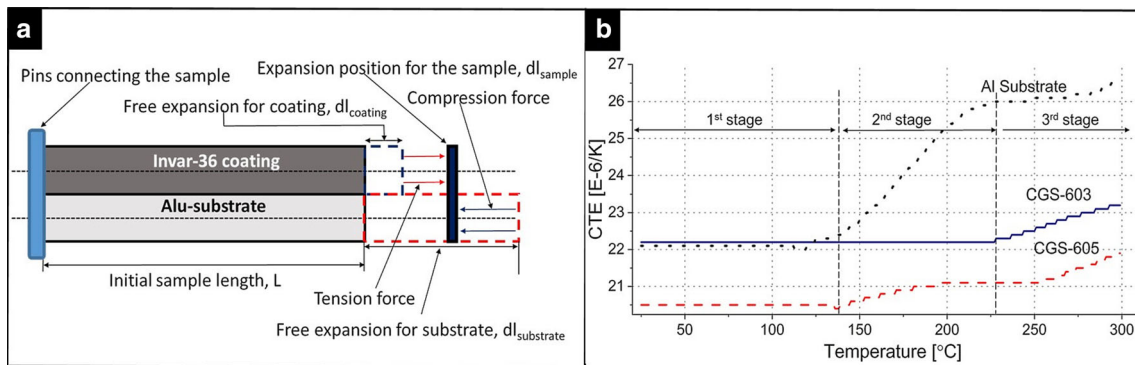 a
Pins connecting the sample
Expansion position for the sample, dl_sample
Free expansion for coating, dl_coating
Compression force
Invar-36 coating
Alu-substrate
Initial sample length, L
Tension force
Free expansion for substrate, dl_substrate
b
27
26
25
24
23
22
21
CTE [E-6/K]
Al Substrate
1st stage
2nd stage
3rd stage
CGS-603
CGS-605
50
100
150
200
250
300
Temperature [°C]